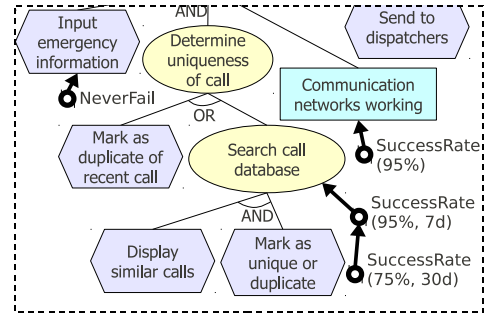 AND
Input
emergency
information
Determine
uniqueness
of call
Send to
dispatchers
Communication
networks working
NeverFail
OR
Mark as
duplicate of
recent call
Search call
database
SuccessRate
(95%)
AND
SuccessRate
(95%, 7d)
Display
similar calls
Mark as
unique or
duplicate
SuccessRate
(75%, 30d)